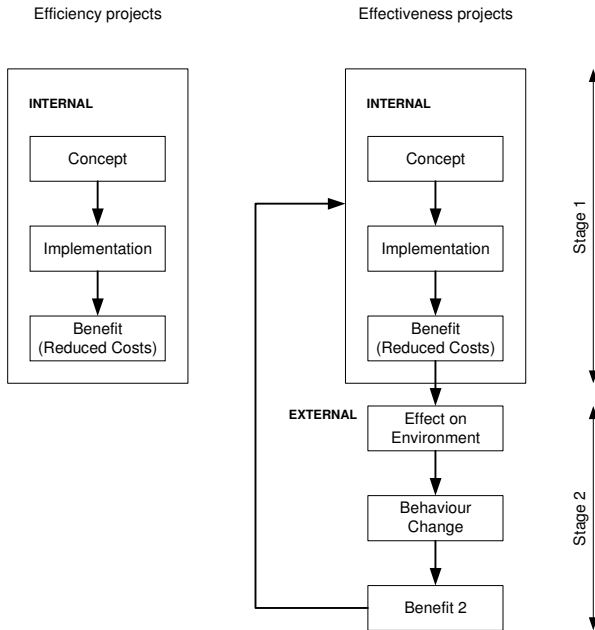 Efficiency projects
INTERNAL
Concept
Implementation
Benefit
(Reduced Costs)
Effectiveness projects
INTERNAL
Concept
Implementation
Benefit
(Reduced Costs)
EXTERNAL
Effect on
Environment
Behaviour
Change
Benefit 2
Stage 1
Stage 2